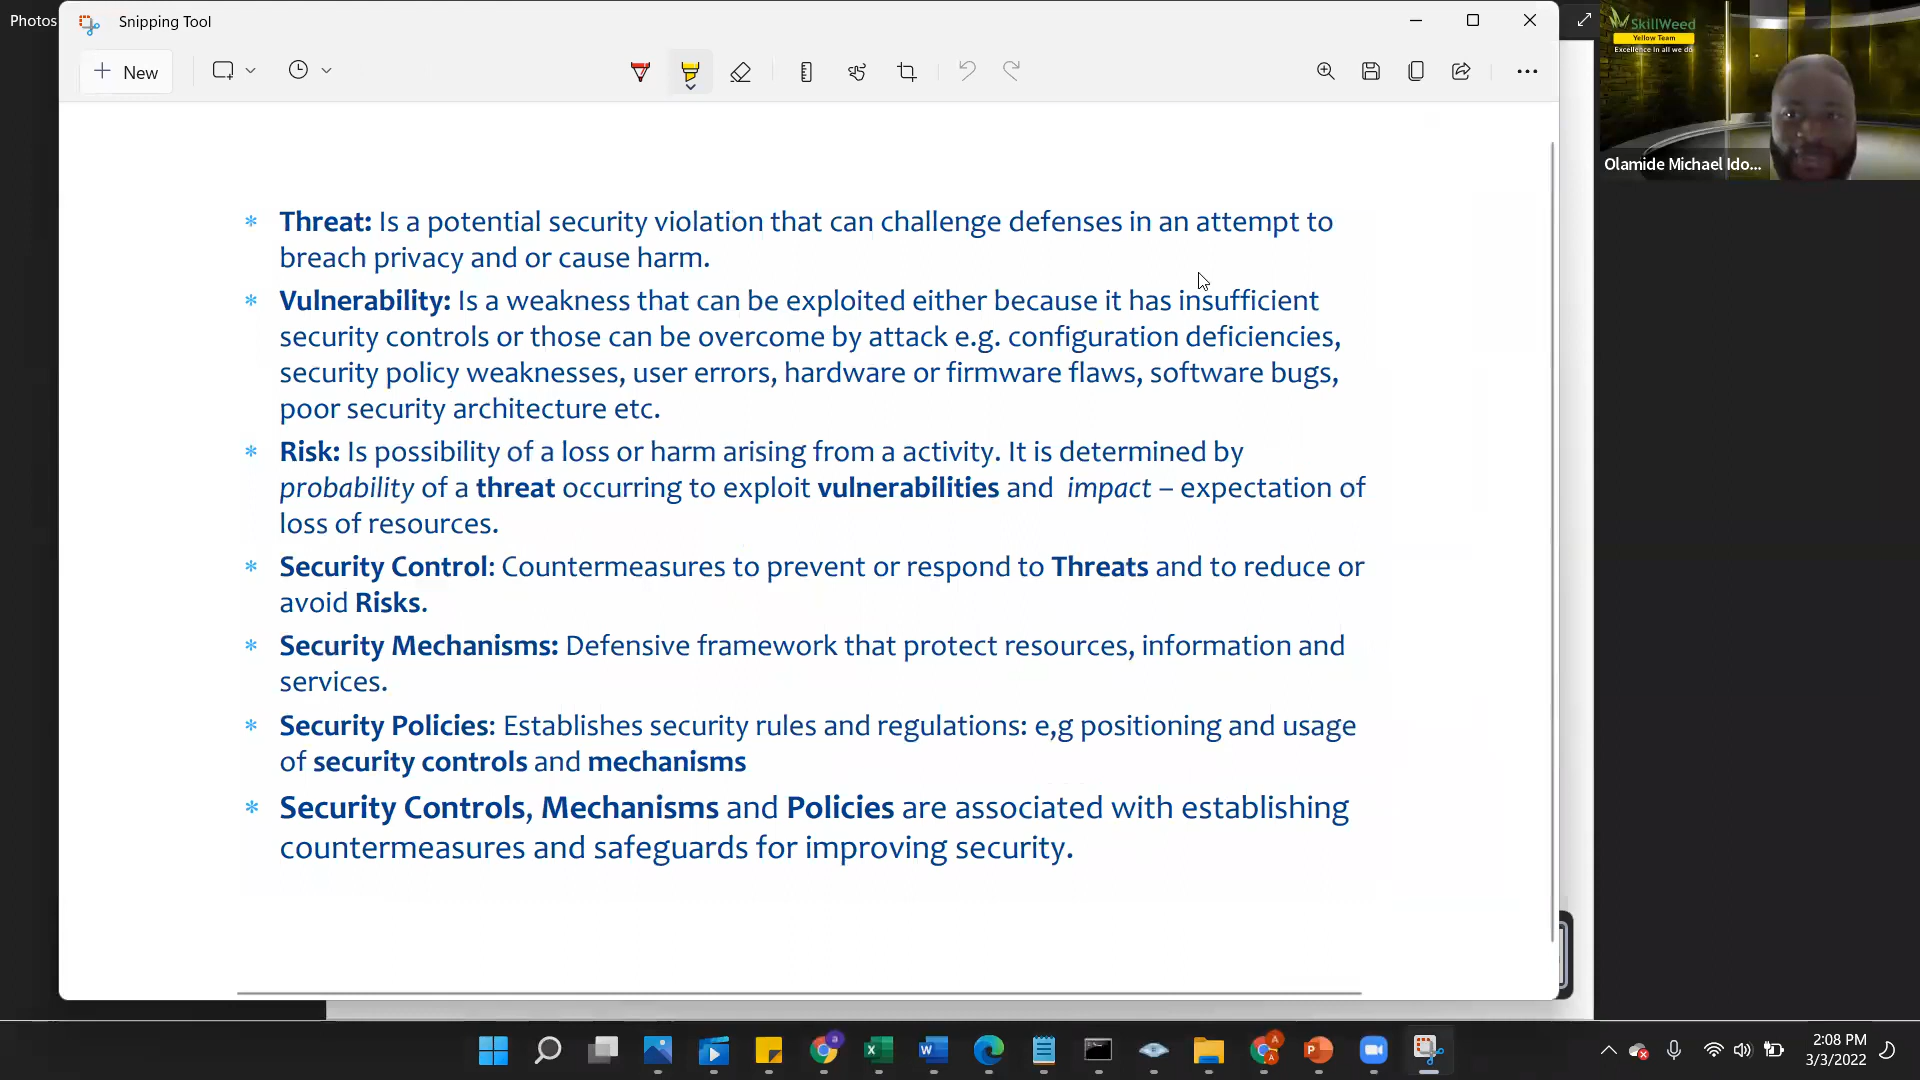 Photos
Snipping Tool
New
SkillWeed
Yellow Team
Excellence in all we do
Olamide Michael Ido...
* Threat: Is a potential security violation that can challenge defenses in an attempt to
breach privacy and or cause harm.
* Vulnerability: Is a weakness that can be exploited either because it has insufficient
security controls or those can be overcome by attack e.g. configuration deficiencies,
security policy weaknesses, user errors, hardware or firmware flaws, software bugs,
poor security architecture etc.
* Risk: Is possibility of a loss or harm arising from a activity. It is determined by
probability of a threat occurring to exploit vulnerabilities and impact – expectation of
loss of resources.
* Security Control: Countermeasures to prevent or respond to Threats and to reduce or
avoid Risks.
* Security Mechanisms: Defensive framework that protect resources, information and
services.
* Security Policies: Establishes security rules and regulations: e,g positioning and usage
of security controls and mechanisms
* Security Controls, Mechanisms and Policies are associated with establishing
countermeasures and safeguards for improving security.
2:08 PM
3/3/2022